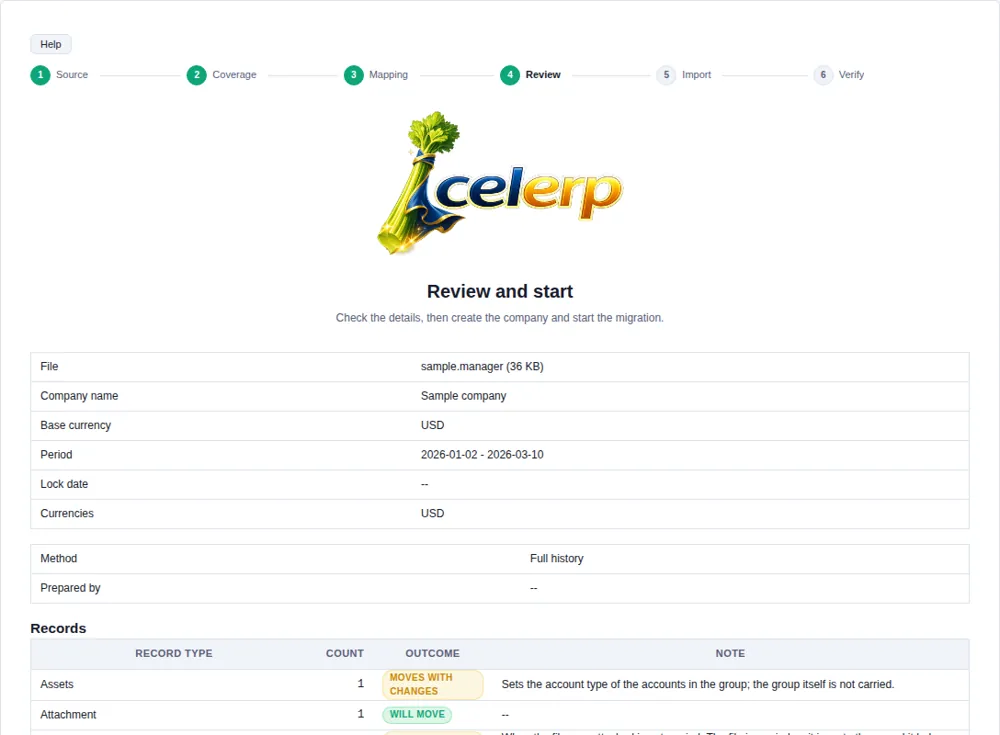 Help
1 Source 2 Coverage 3 Mapping 4 Review 5 Import 6 Verify
celerp
Review and start
Check the details, then create the company and start the migration.
File sample.manager (36 KB)
Company name Sample company
Base currency USD
Period 2026-01-02 - 2026-03-10
Lock date --
Currencies USD
Method Full history
Prepared by --
Records
RECORD TYPE COUNT OUTCOME NOTE
Assets 1 MOVES WITH CHANGES Sets the account type of the accounts in the group; the group itself is not carried.
Attachment 1 WILL MOVE --